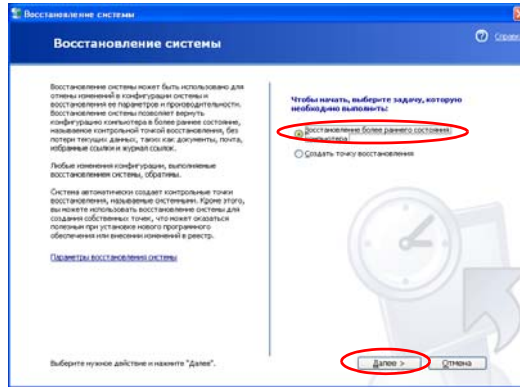 Восстановление системы
Восстановление системы
Справка
Восстановление системы может быть использовано для
отмены изменений в конфигурации системы и
восстановления ее параметров и производительности.
Восстановление системы позволяет вернуть
конфигурацию компьютера в более раннее состояние,
называемое контрольной точкой восстановления, без
потери текущих данных, таких как документы, почта,
избранные ссылки и журнал ссылок.
Любые изменения конфигурации, выполняемые
восстановлением системы, обратимы.
Система автоматически создает контрольные точки
восстановления, называемые системными. Кроме этого,
вы можете использовать восстановление системы для
создания собственных точек, что может оказаться
полезным при установке нового программного
обеспечения или внесении изменений в реестр.
Параметры восстановления системы
Чтобы начать, выберите задачу, которую
необходимо выполнить:
Восстановление более раннего состояния
компьютера
Создать точку восстановления
Выберите нужное действие и нажмите "Далее".
Далее >
Отмена